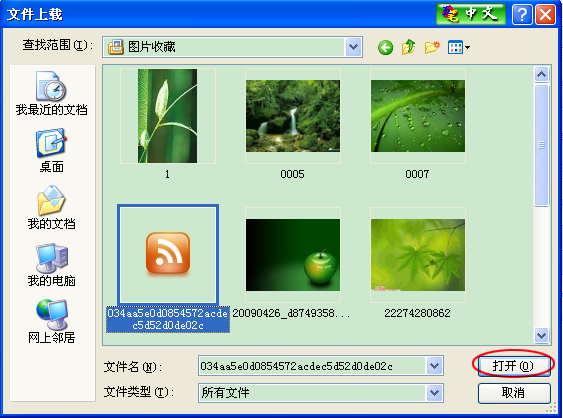 文件上载
中文
查找范围(I):
图片收藏
我最近的文档
桌面
我的文档
我的电脑
网上邻居
1
0005
0007
034aa5e0d0854572acde
c5d52d0de02c
20090426_d8749358...
22274280862
文件名(N):
034aa5e0d0854572acdec5d52d0de02c
打开(O)
文件类型(T):
所有文件
取消